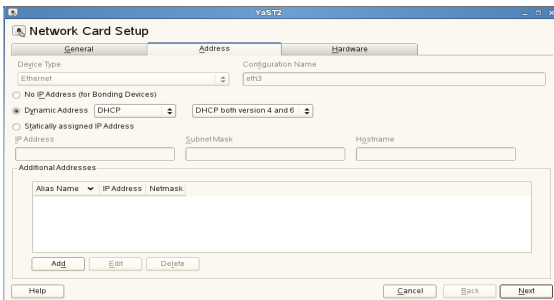 YaST2
Network Card Setup
General Address Hardware
Device Type Configuration Name
Ethernet eth3
No IP Address (for Bonding Devices)
Dynamic Address DHCP DHCP both version 4 and 6
Statically assigned IP Address
IP Address Subnet Mask Hostname
Additional Addresses
Alias Name IP Address Netmask
Add Edit Delete
Help Cancel Back Next